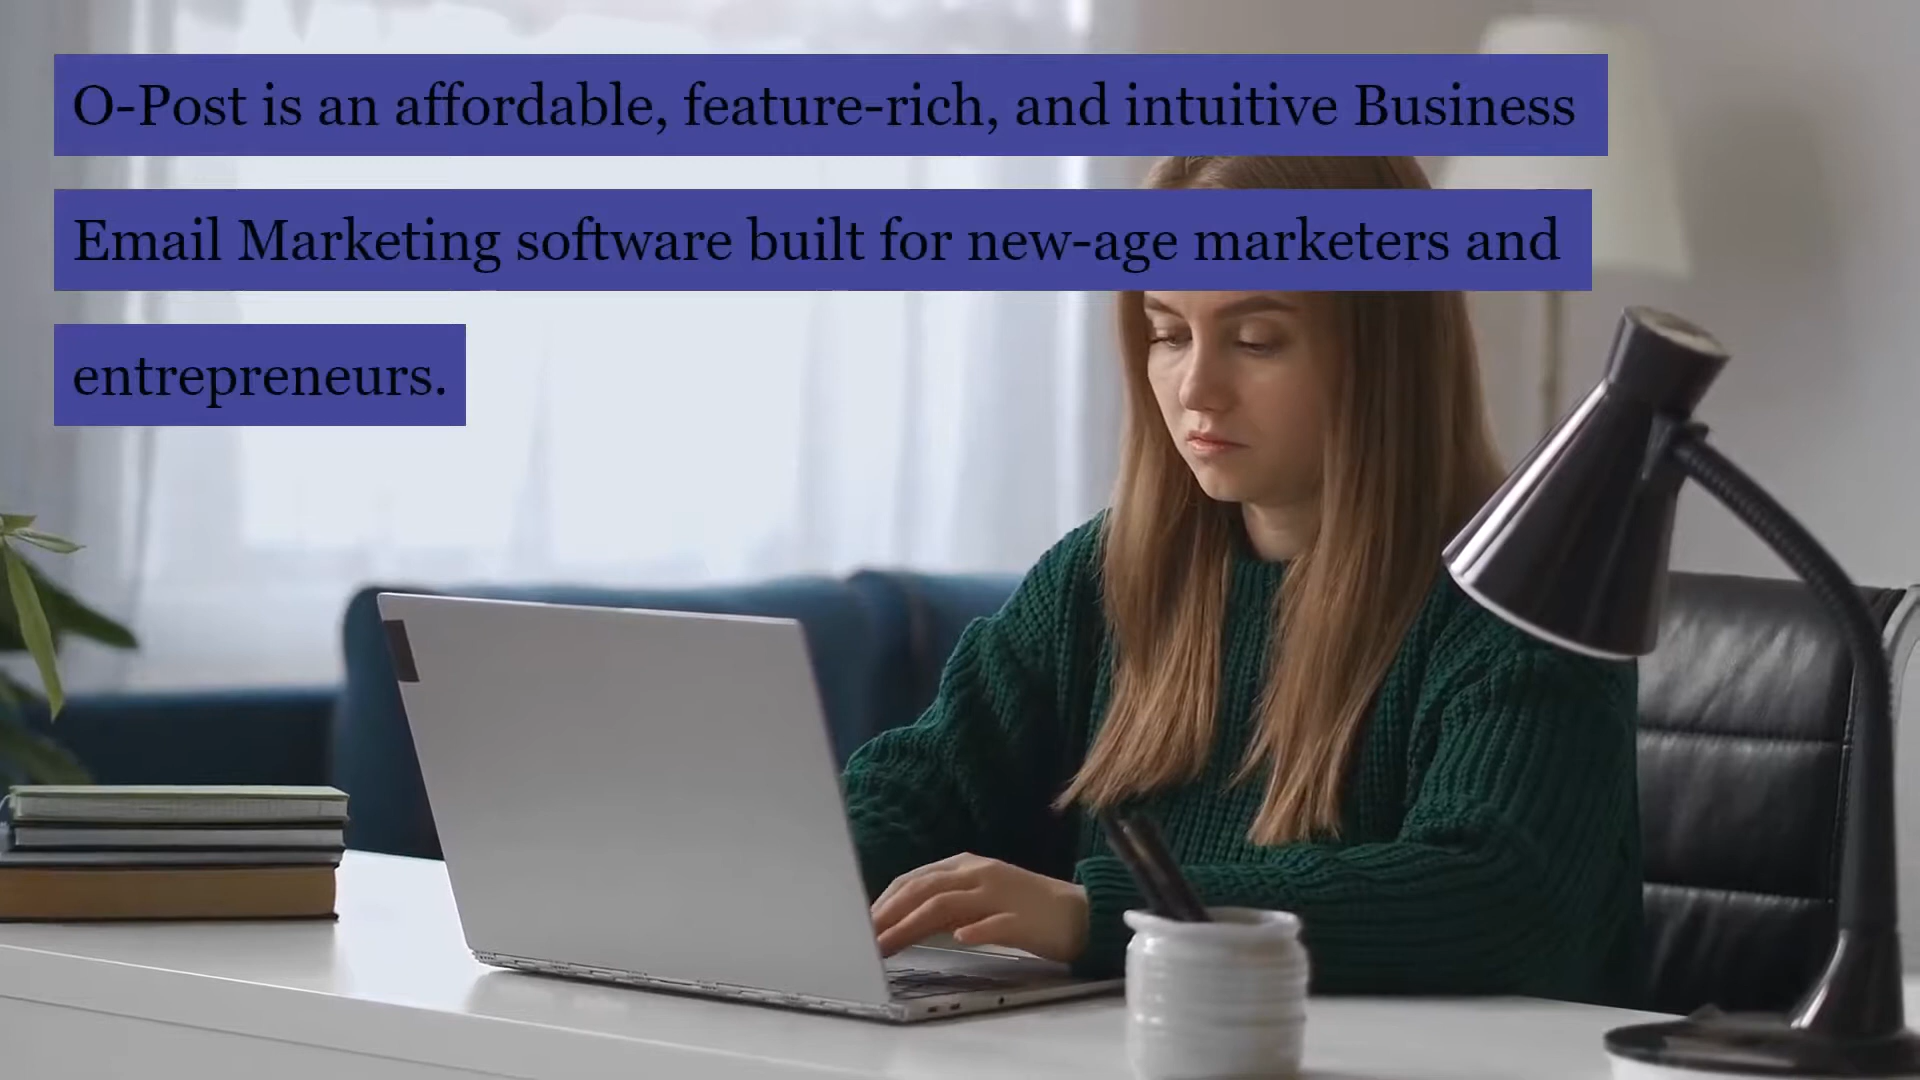 O-Post is an affordable, feature-rich, and intuitive Business
Email Marketing software built for new-age marketers and
entrepreneurs.